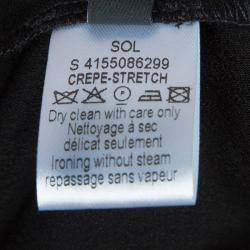 SOL
S 4155086299
CREPE-STRETCH
P
Dry clean with care only
Nettoyage à sec
délicat seulement
Ironing without steam
repassage sans vapeur